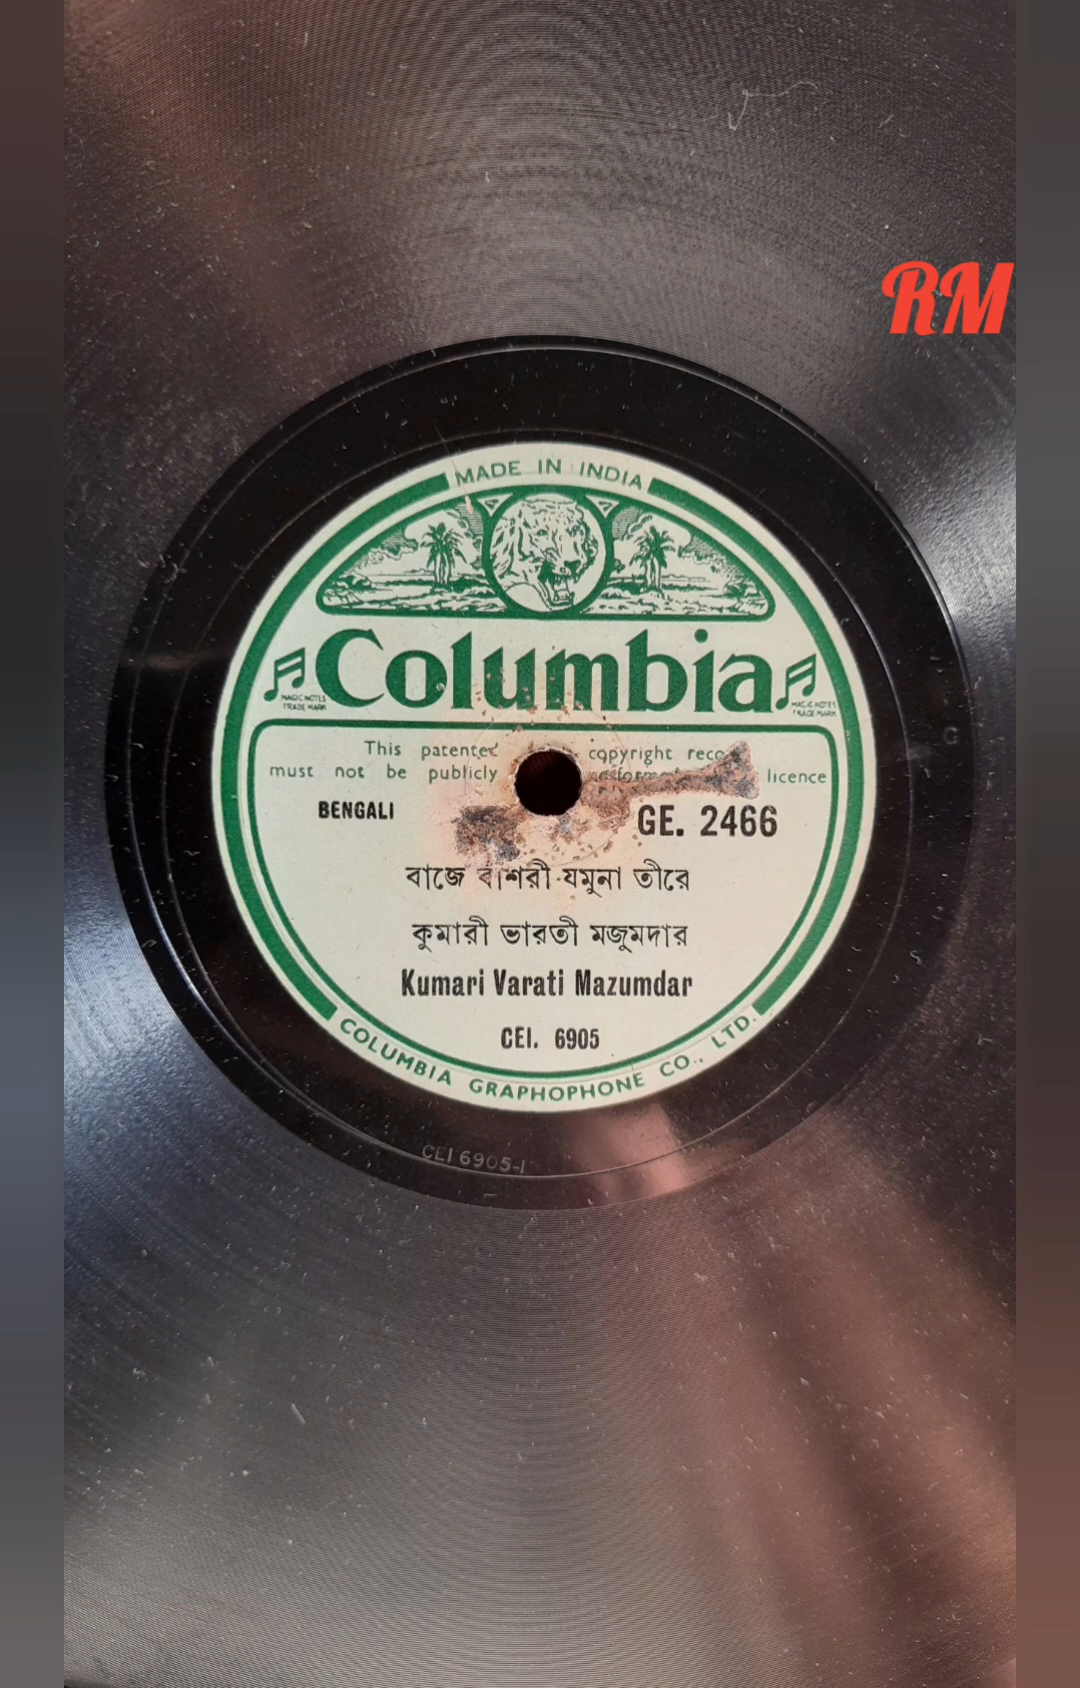 RM
MADE IN INDIA
Columbia
MAGIC NOTES
TRADE MARK
MAGIC NOTES
TRADE MARK
This patented copyright
must not be publicly licence
BENGALI
GE. 2466
বাজে বাশরী যমুনা তীরে
কুমারী ভারতী মজুমদার
Kumari Varati Mazumdar
CEI. 6905
COLUMBIA GRAPHOPHONE CO., LTD.
G
S
CEI 6905-1